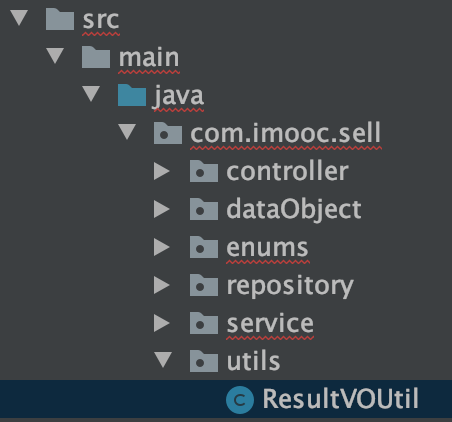 src
main
java
com.imooc.sell
controller
dataObject
enums
repository
service
utils
C ResultVOUtil